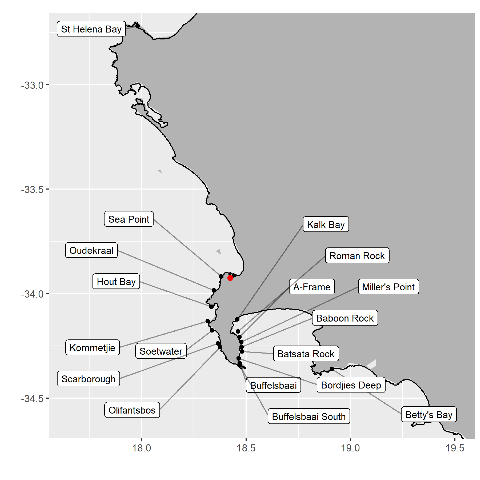 St Helena Bay
-33.0
-33.5
Sea Point
Kalk Bay
Oudekraal
Roman Rock
Hout Bay
A-Frame
Miller's Point
-34.0
Baboon Rock
Kommetjie
Soetwater
Batsata Rock
Scarborough
Buffelsbaai
Bordjies Deep
Olifantsbos
Buffelsbaai South
Betty's Bay
-34.5
18.0
18.5
19.0
19.5